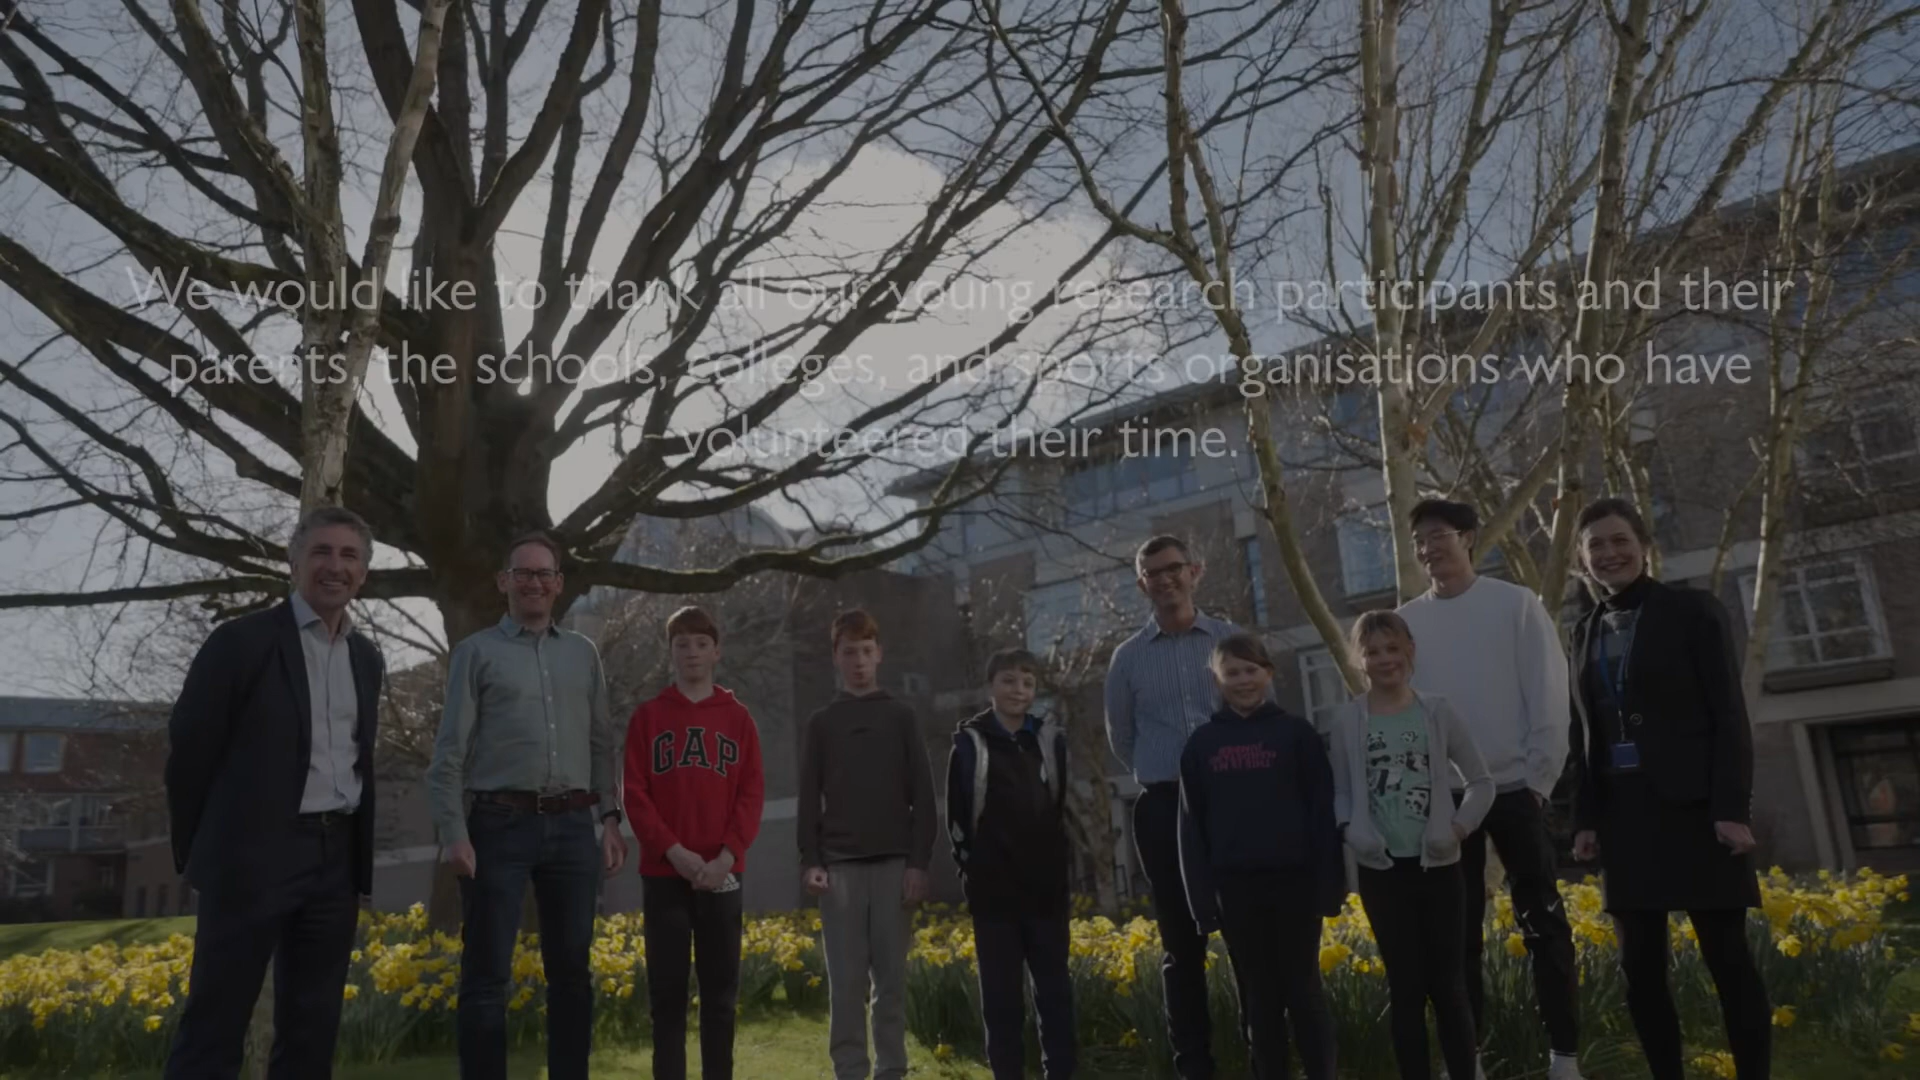 We would like to thank all our young research participants and their
parents, the schools, colleges, and sports organisations who have
volunteered their time.
GAP